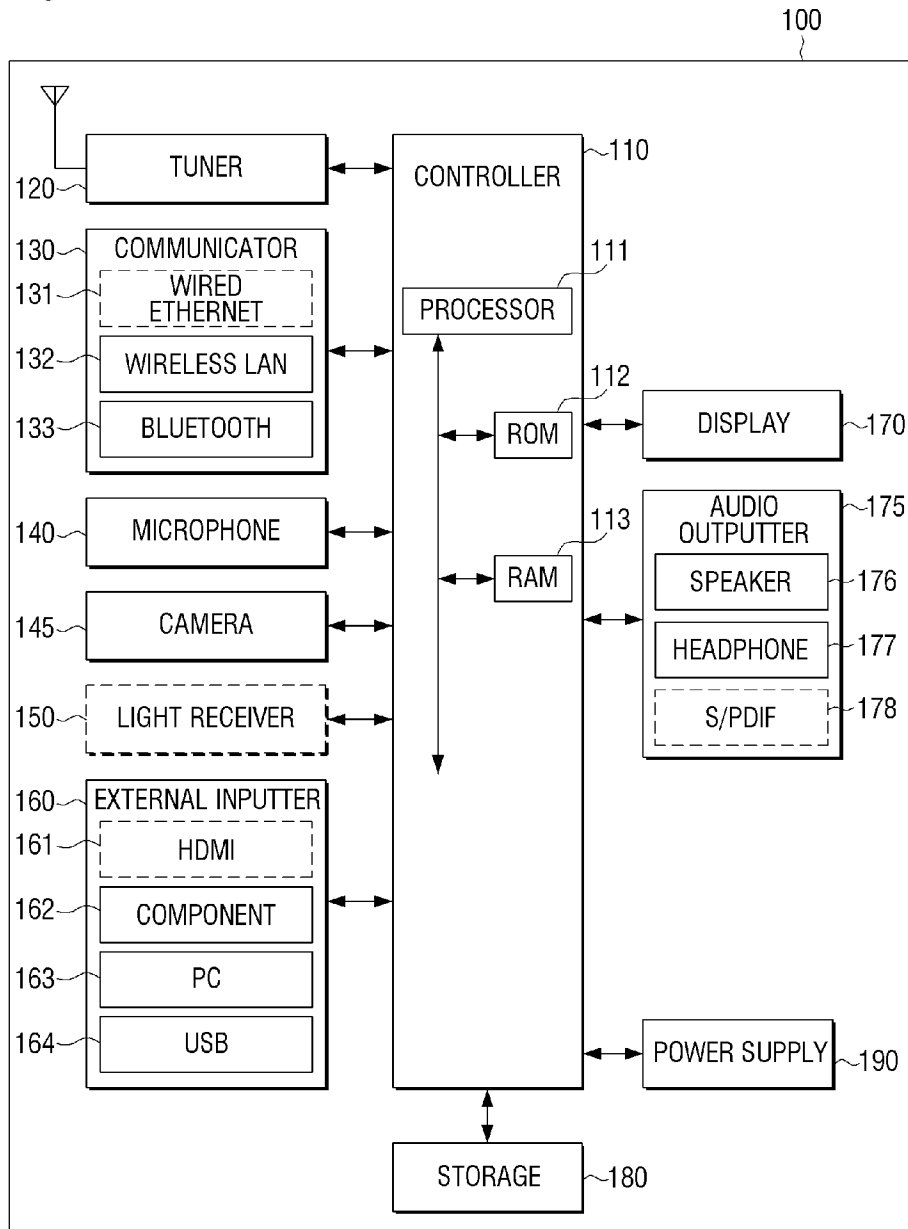 100
TUNER
120
CONTROLLER
110
130
COMMUNICATOR
131
WIRED
ETHERNET
132
WIRELESS LAN
133
BLUETOOTH
111
PROCESSOR
112
ROM
113
RAM
DISPLAY
170
140
MICROPHONE
145
CAMERA
150
LIGHT RECEIVER
AUDIO
OUTPUTTER
175
SPEAKER
176
HEADPHONE
177
S/PDIF
178
160
EXTERNAL INPUTTER
161
HDMI
162
COMPONENT
163
PC
164
USB
POWER SUPPLY
190
STORAGE
180